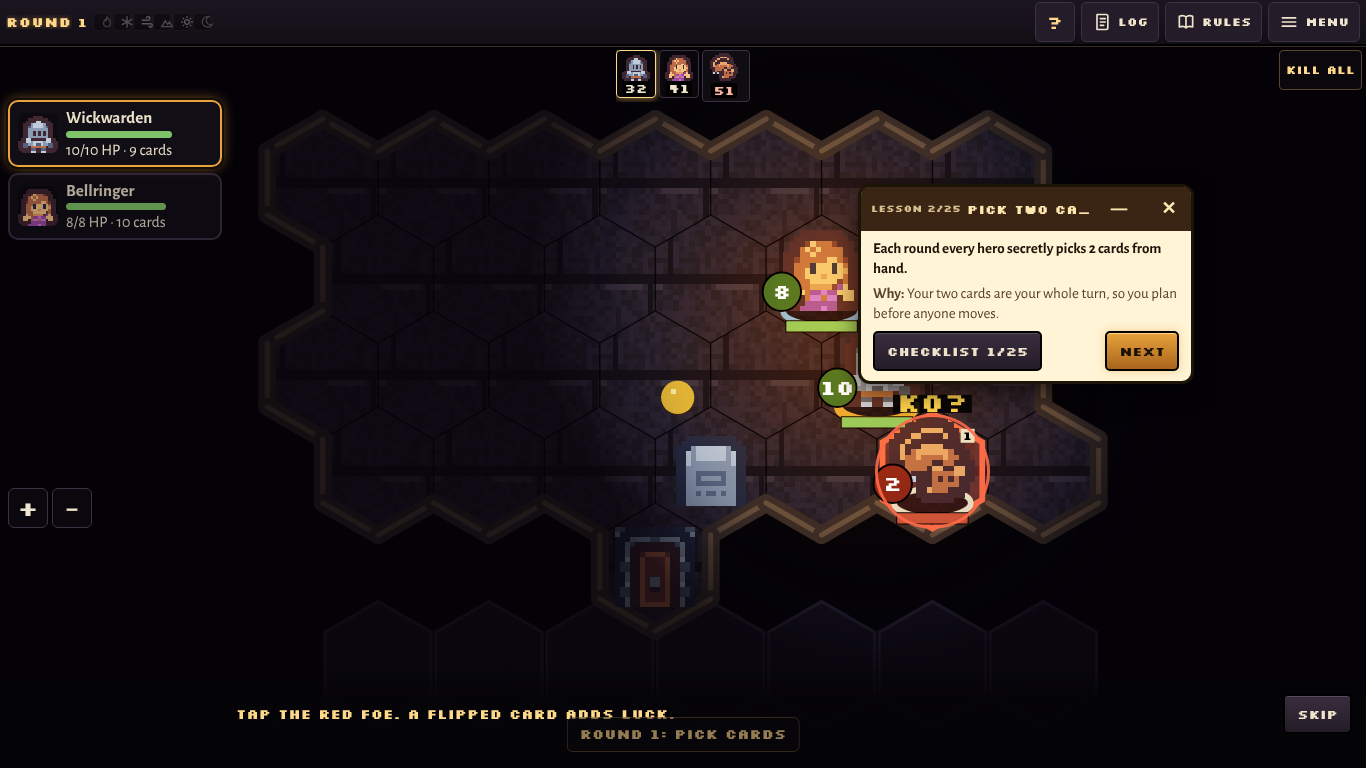 ROUND 1
?
LOG
RULES
MENU
32
41
51
KILL ALL
Wickwarden
10/10 HP · 9 cards
Bellringer
8/8 HP · 10 cards
LESSON 2/25 PICK TWO CA…
Each round every hero secretly picks 2 cards from
hand.
Why: Your two cards are your whole turn, so you plan
before anyone moves.
CHECKLIST 1/25
NEXT
8
10
KO?
1
2
+
-
TAP THE RED FOE. A FLIPPED CARD ADDS LUCK.
ROUND 1: PICK CARDS
SKIP